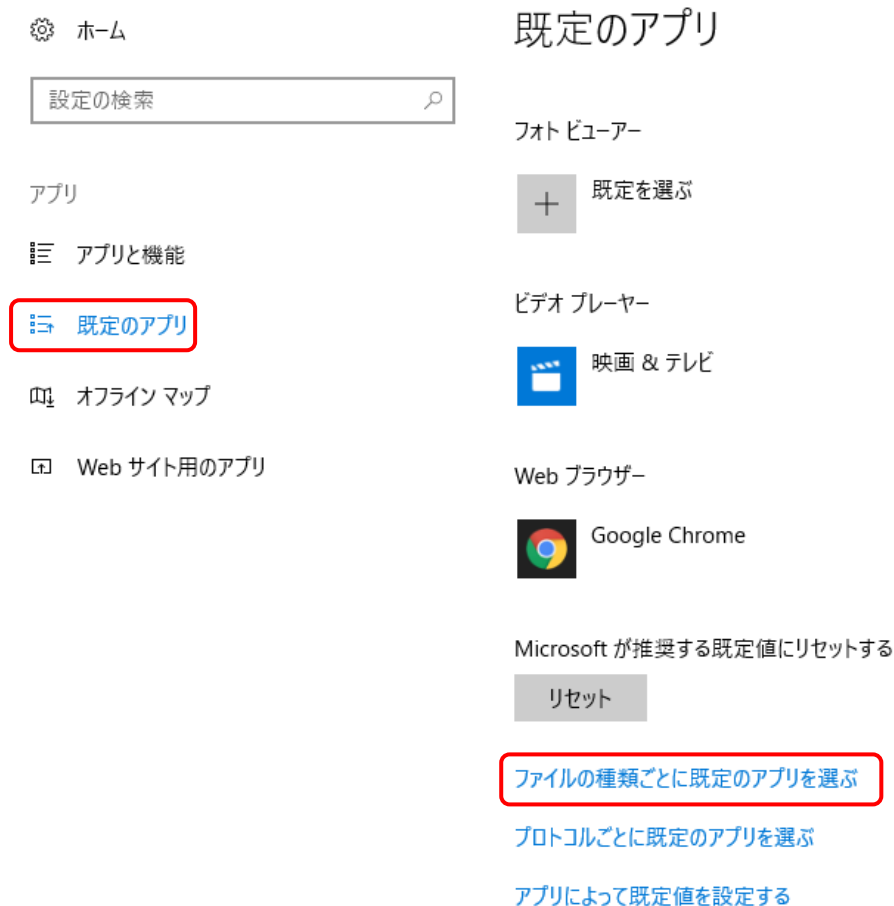 ホーム
設定の検索
アプリ
アプリと機能
既定のアプリ
オフライン マップ
Web サイト用のアプリ
既定のアプリ
フォト ビューアー
既定を選ぶ
ビデオ プレーヤー
映画 & テレビ
Web ブラウザー
Google Chrome
Microsoft が推奨する既定値にリセットする
リセット
ファイルの種類ごとに既定のアプリを選ぶ
プロトコルごとに既定のアプリを選ぶ
アプリによって既定値を設定する